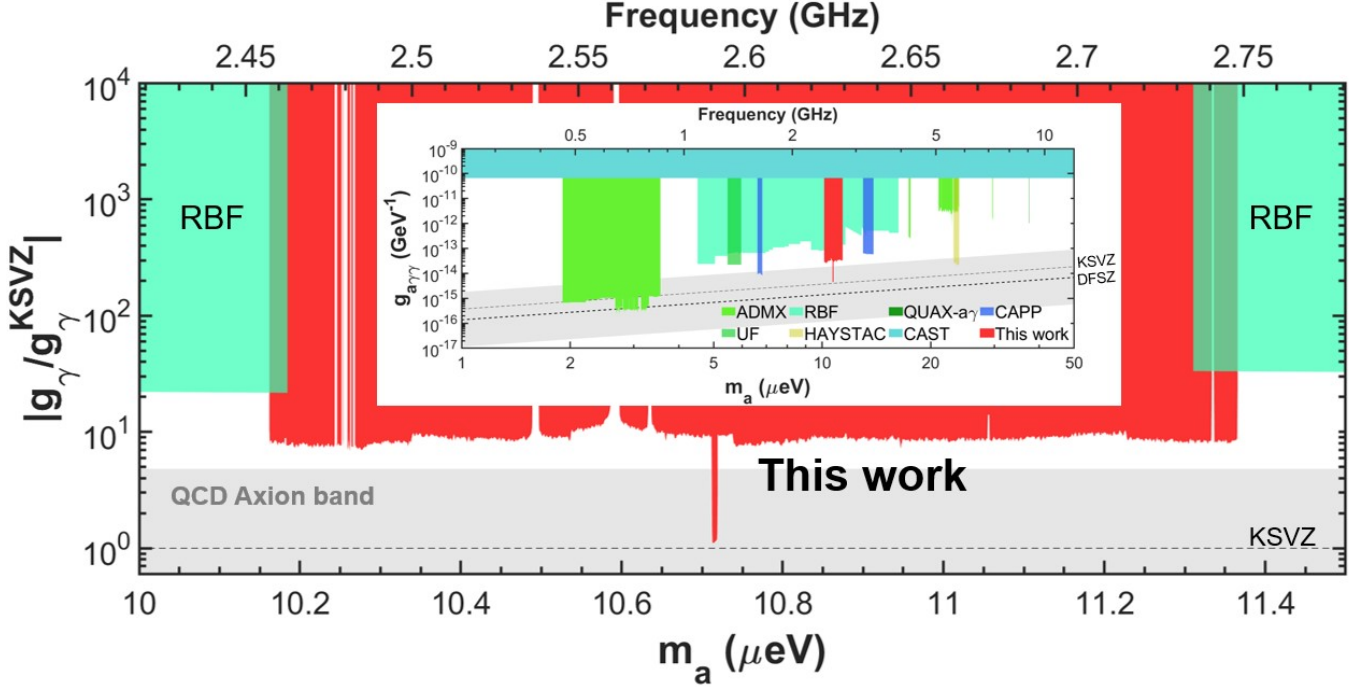 Frequency (GHz)
2.45 2.5 2.55 2.6 2.65 2.7 2.75
|gγ/gγ^KSVZ|
10^4
10^3
10^2
10^1
10^0
RBF
RBF
Frequency (GHz)
0.5 1 2 5 10
g_aγγ (GeV^-1)
10^-9
10^-10
10^-11
10^-12
10^-13
10^-14
10^-15
10^-16
10^-17
KSVZ
DFSZ
ADMX RBF QUAX-aγ CAPP
UF HAYSTAC CAST This work
1 2 5 10 20 50
m_a (μeV)
This work
QCD Axion band
KSVZ
10 10.2 10.4 10.6 10.8 11 11.2 11.4
m_a (μeV)